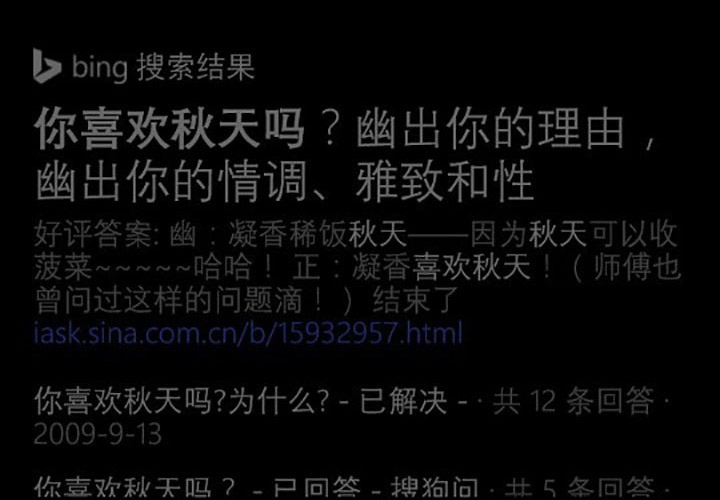 bing 搜索结果
你喜欢秋天吗？幽出你的理由，
幽出你的情调、雅致和性
好评答案: 幽：凝香稀饭秋天——因为秋天可以收
菠菜~~~~~哈哈！ 正：凝香喜欢秋天！（师傅也
曾问过这样的问题滴！） 结束了
iask.sina.com.cn/b/15932957.html
你喜欢秋天吗?为什么? - 已解决 - · 共 12 条回答 ·
2009-9-13
你喜欢秋天吗？ - 已回答 - 搜狗问 · 共 5 条回答 ·